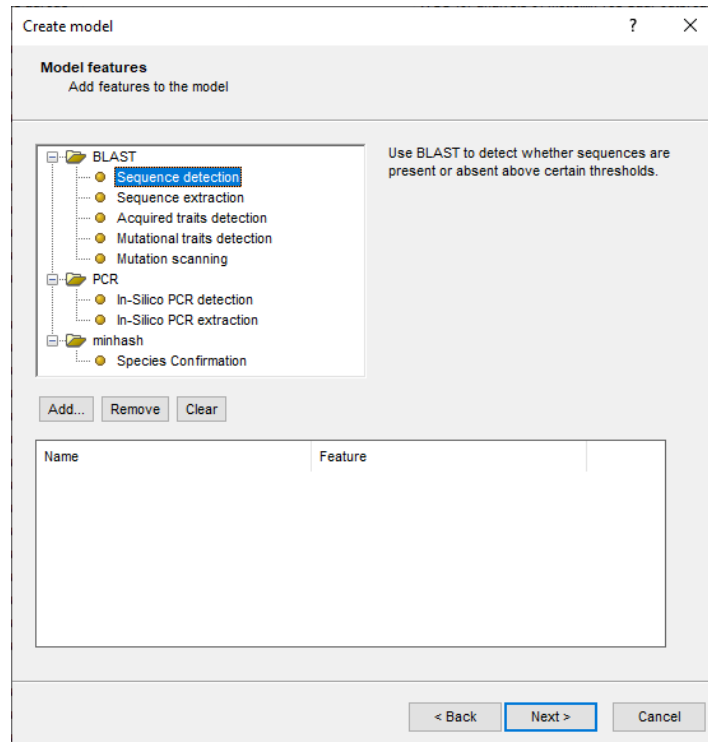 Create model
?
Model features
Add features to the model
BLAST
Sequence detection
Sequence extraction
Acquired traits detection
Mutational traits detection
Mutation scanning
PCR
In-Silico PCR detection
In-Silico PCR extraction
minhash
Species Confirmation
Use BLAST to detect whether sequences are
present or absent above certain thresholds.
Add... Remove Clear
Name Feature
< Back Next > Cancel